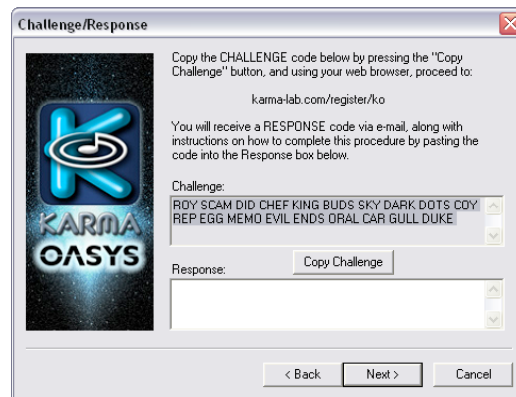 Challenge/Response
Copy the CHALLENGE code below by pressing the "Copy
Challenge" button, and using your web browser, proceed to:
karma-lab.com/register/ko
You will receive a RESPONSE code via e-mail, along with
instructions on how to complete this procedure by pasting the
code into the Response box below.
Challenge:
ROY SCAM DID CHEF KING BUDS SKY DARK DOTS COY
REP EGG MEMO EVIL ENDS ORAL CAR GULL DUKE
KARMA
OASYS
Copy Challenge
Response:
< Back
Next >
Cancel